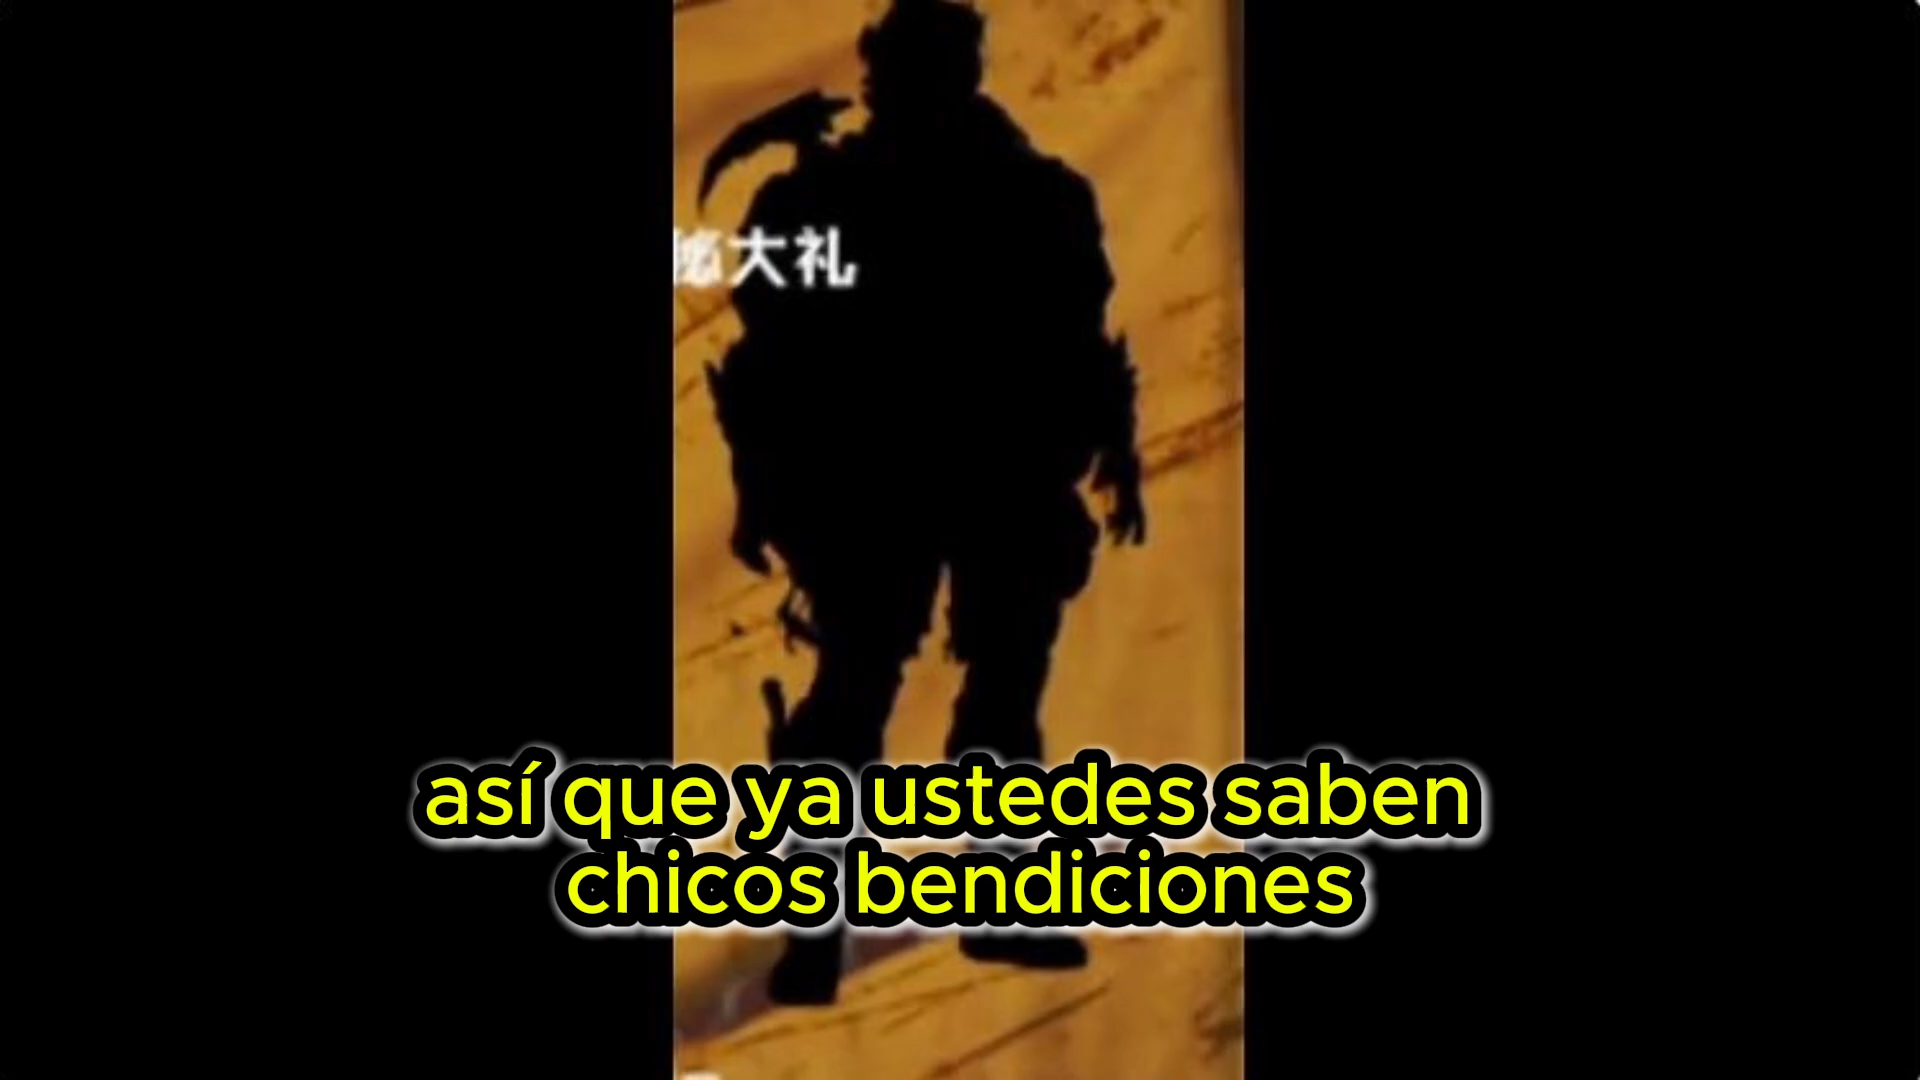 大礼
así que ya ustedes saben
chicos bendiciones